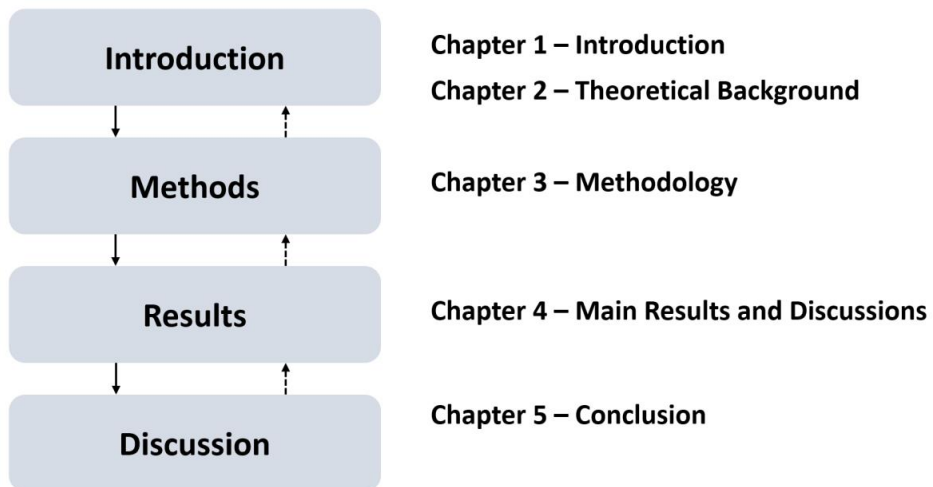 Introduction
Chapter 1 – Introduction
Chapter 2 – Theoretical Background
Methods
Chapter 3 – Methodology
Results
Chapter 4 – Main Results and Discussions
Discussion
Chapter 5 – Conclusion